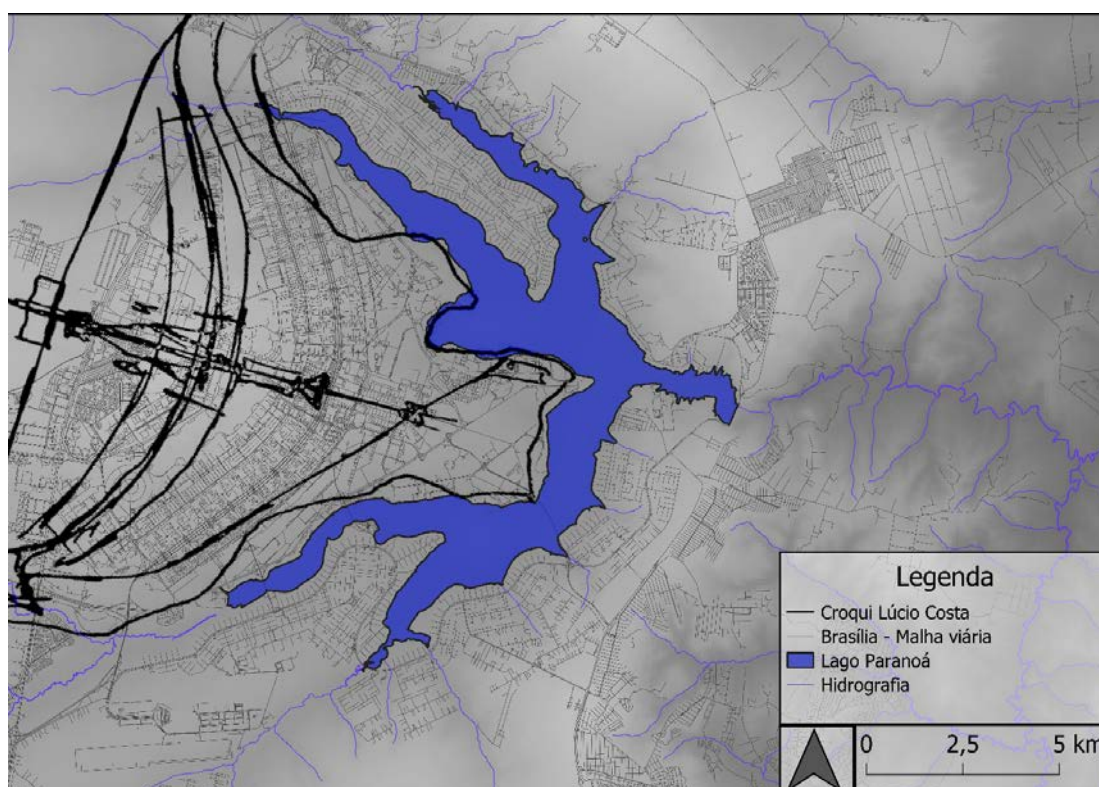 Legenda
Croqui Lúcio Costa
Brasília - Malha viária
Lago Paranoá
Hidrografia
0 2,5 5 km